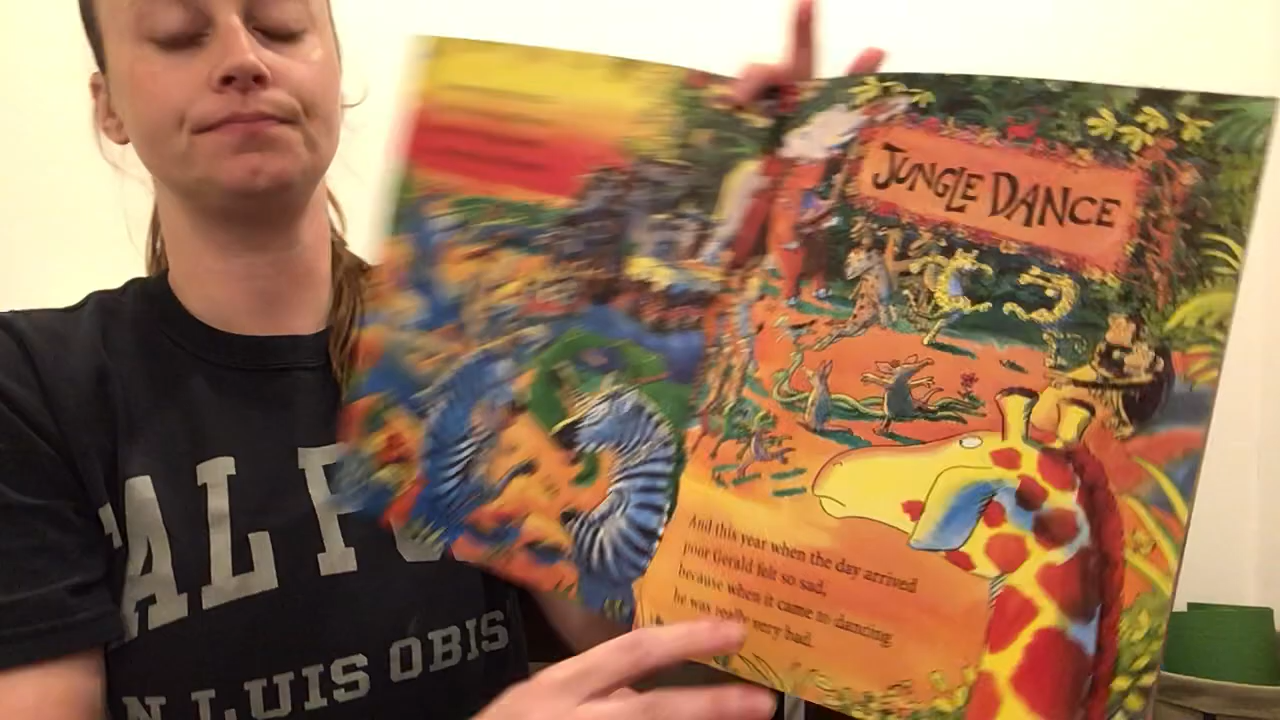 JUNGLE DANCE
And this year when the day arrived
poor Gerald felt so sad,
because when it came to dancing
he was really very bad.
AL PO
N LUIS OBIS